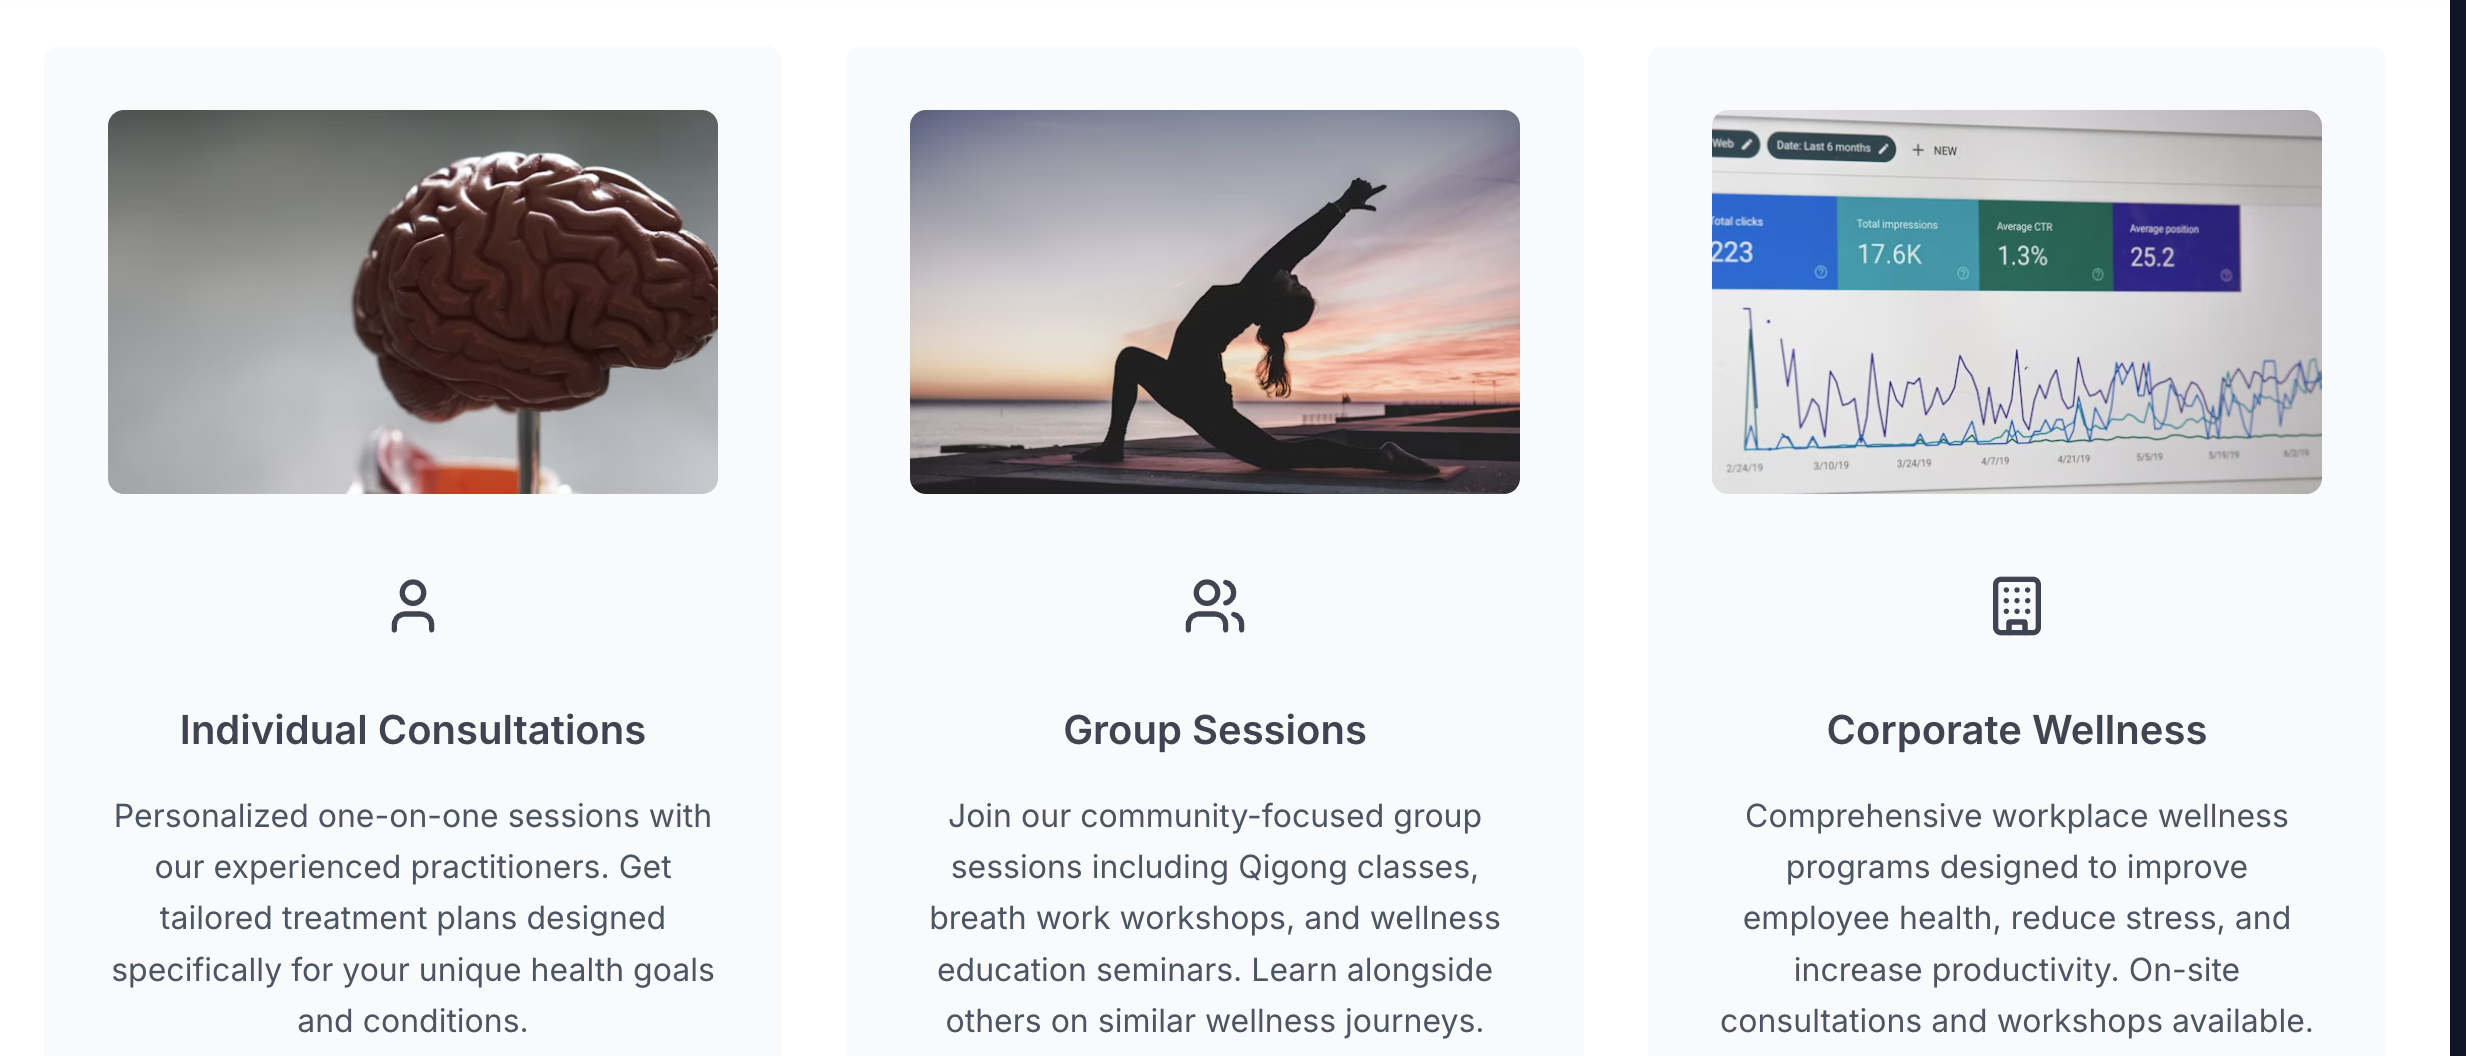 Web
Date: Last 6 months
+ NEW
Total clicks
223
Total impressions
17.6K
Average CTR
1.3%
Average position
25.2
2/24/19
3/10/19
3/24/19
4/7/19
4/21/19
5/5/19
5/19/19
6/2/19
Individual Consultations
Personalized one-on-one sessions with
our experienced practitioners. Get
tailored treatment plans designed
specifically for your unique health goals
and conditions.
Group Sessions
Join our community-focused group
sessions including Qigong classes,
breath work workshops, and wellness
education seminars. Learn alongside
others on similar wellness journeys.
Corporate Wellness
Comprehensive workplace wellness
programs designed to improve
employee health, reduce stress, and
increase productivity. On-site
consultations and workshops available.